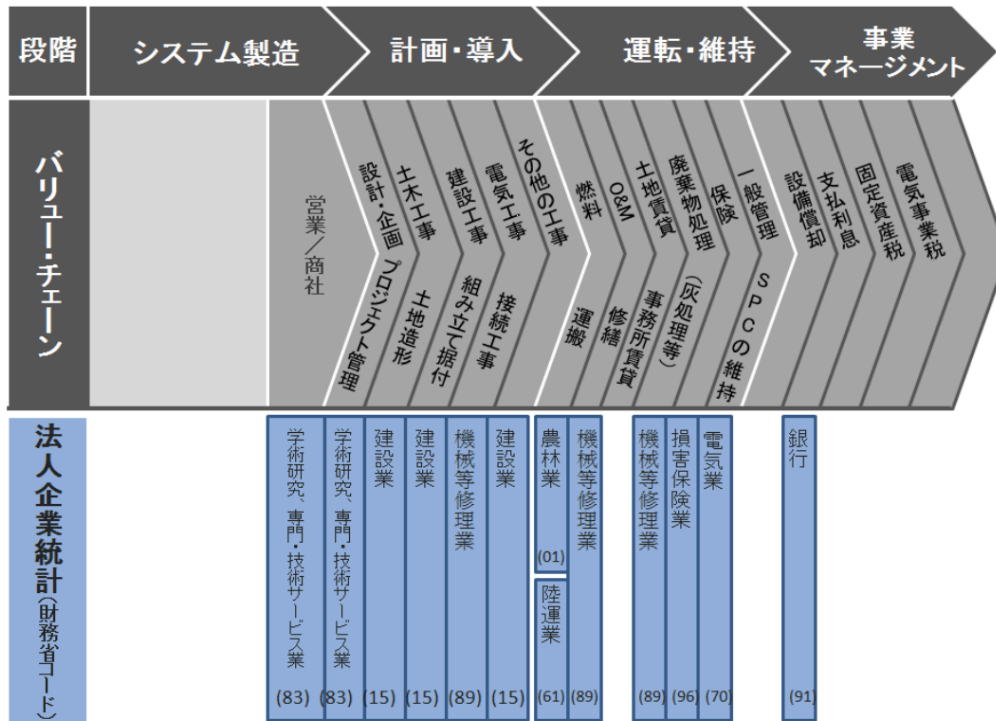 段階
システム製造
計画・導入
運転・維持
事業
マネージメント
バリュー・チェーン
営業/商社
設計・企画
プロジェクト管理
土木工事
土地造形
建設工事
組み立て据付
電気工事
接続工事
その他の工事
燃料
運搬
O&M
修繕
土地賃貸
事務所賃貸
廃棄物処理
(灰処理等)
保険
一般管理
SPCの維持
設備償却
支払利息
固定資産税
電気事業税
法人企業統計(財務省コード)
学術研究、専門・技術サービス業
(83)
学術研究、専門・技術サービス業
(83)
建設業
(15)
建設業
(15)
機械等修理業
(89)
建設業
(15)
農林業
(01)
陸運業
(61)
機械等修理業
(89)
機械等修理業
(89)
損害保険業
(96)
電気業
(70)
銀行
(91)